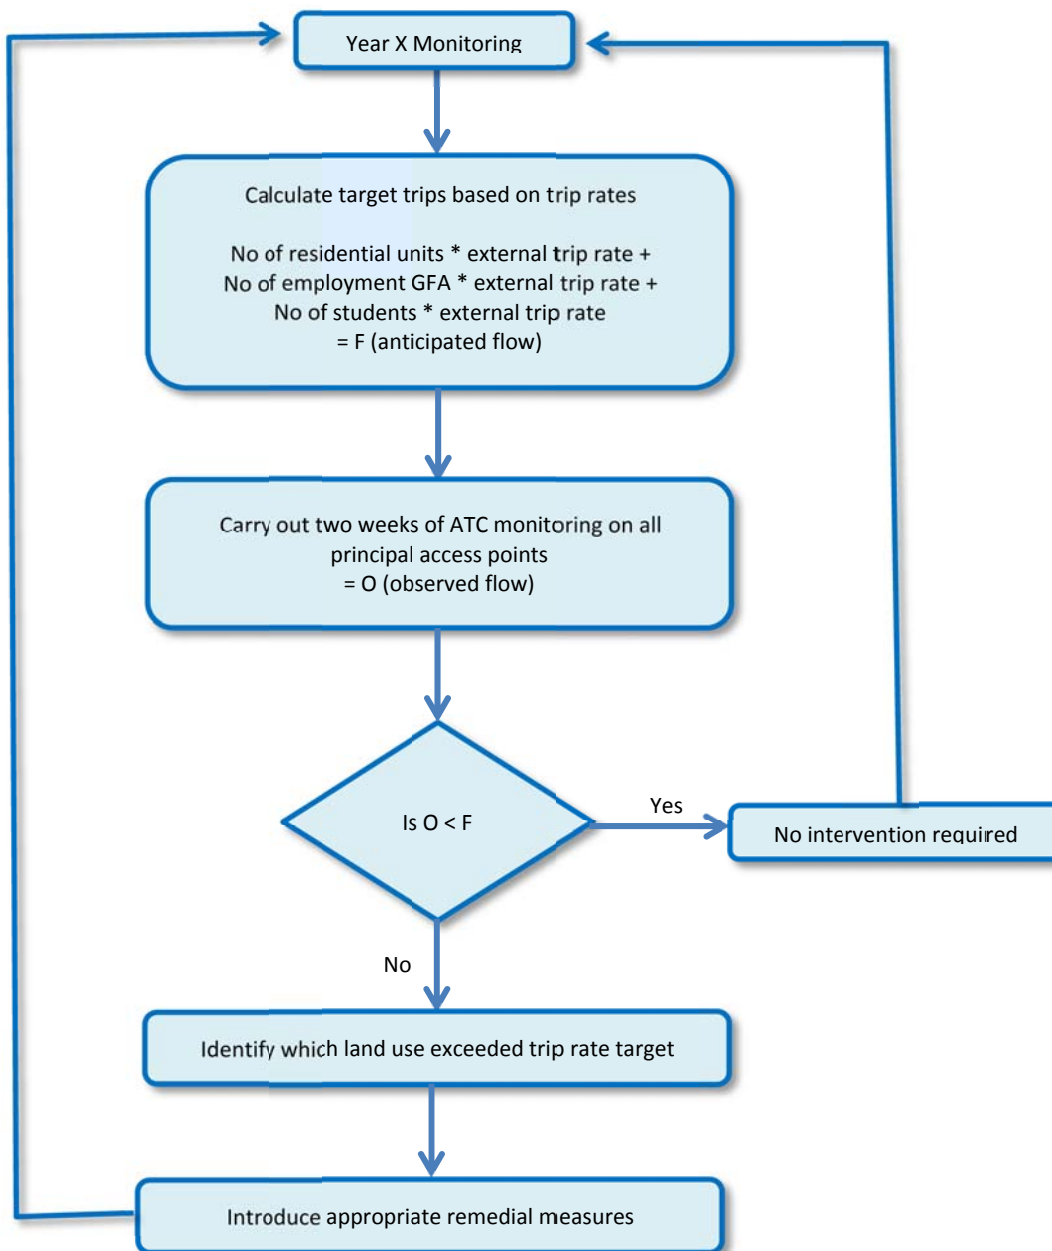 Year X Monitoring
Calculate target trips based on trip rates
No of residential units * external trip rate +
No of employment GFA * external trip rate +
No of students * external trip rate
= F (anticipated flow)
Carry out two weeks of ATC monitoring on all
principal access points
= O (observed flow)
Is O < F
Yes
No intervention required
No
Identify which land use exceeded trip rate target
Introduce appropriate remedial measures